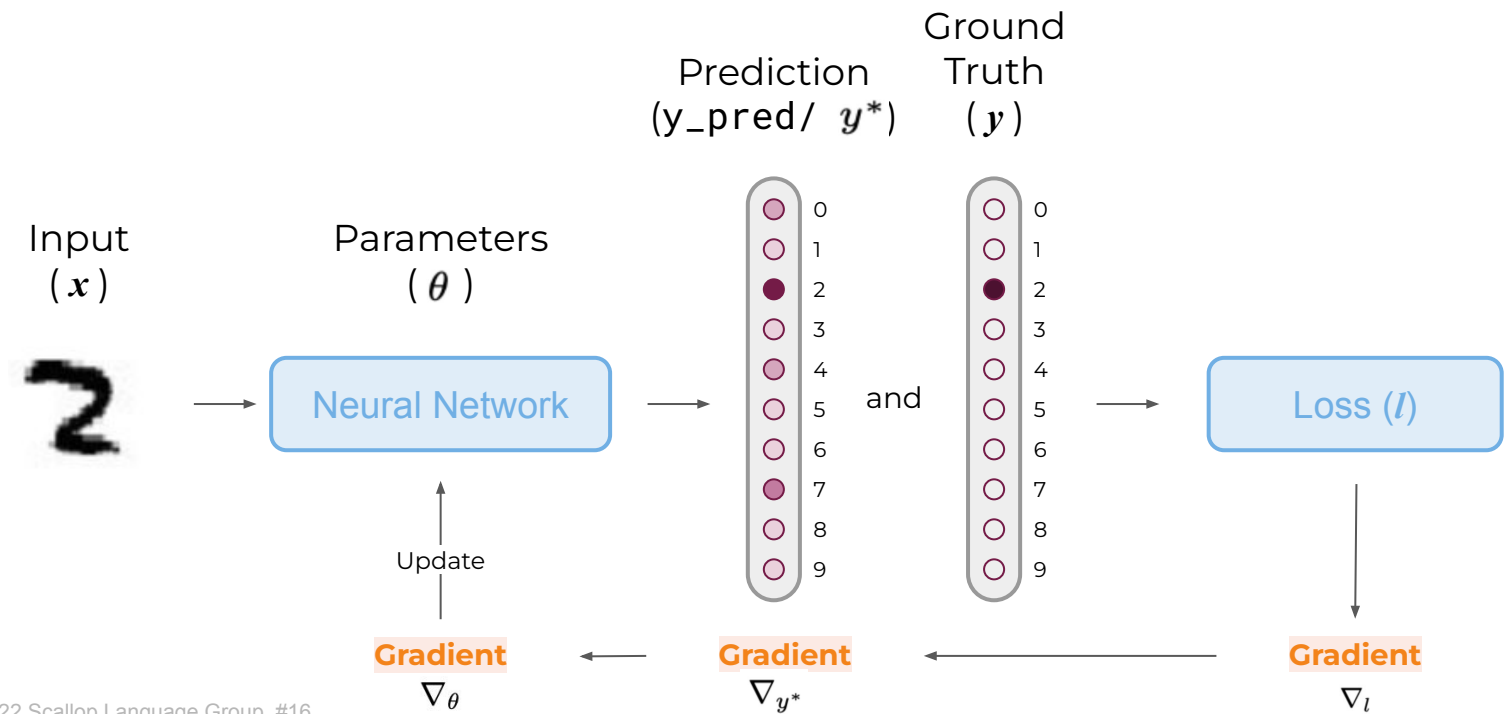 Input
(x)
Parameters
(θ)
Prediction
(y_pred/ y*)
Ground
Truth
(y)
2
Neural Network
0
1
2
3
4
5
6
7
8
9
and
0
1
2
3
4
5
6
7
8
9
Loss (l)
Update
Gradient
∇θ
Gradient
∇y*
Gradient
∇l
22 Scallop Language Group, #16